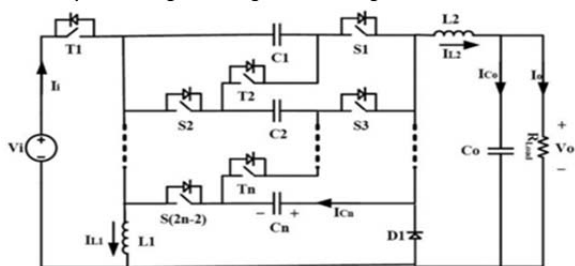 T1
C1
S1
L2
IL2
Ii
T2
ICo
Io
S2
C2
S3
Vi
Co
RLoad
+
Vo
−
Tn
S(2n-2)
− +
Cn
ICn
IL1
L1
D1